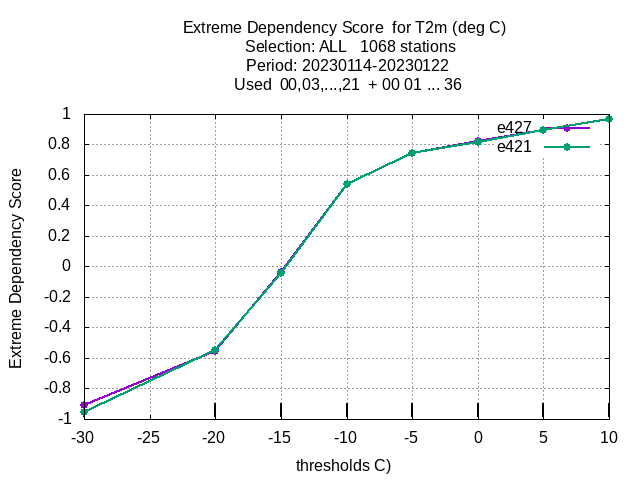 Extreme Dependency Score  for T2m (deg C)
Selection: ALL   1068 stations
Period: 20230114-20230122
Used  00,03,...,21  + 00 01 ... 36
Extreme Dependency Score
1
0.8
0.6
0.4
0.2
0
-0.2
-0.4
-0.6
-0.8
-1
e427
e421
-30 -25 -20 -15 -10 -5 0 5 10
thresholds C)